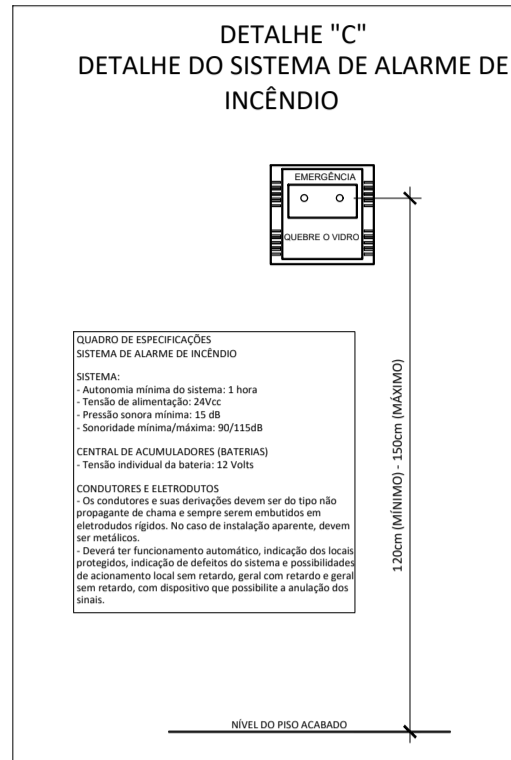 DETALHE "C"
DETALHE DO SISTEMA DE ALARME DE
INCÊNDIO
EMERGÊNCIA
QUEBRE O VIDRO
QUADRO DE ESPECIFICAÇÕES
SISTEMA DE ALARME DE INCÊNDIO
SISTEMA:
- Autonomia mínima do sistema: 1 hora
- Tensão de alimentação: 24Vcc
- Pressão sonora mínima: 15 dB
- Sonoridade mínima/máxima: 90/115dB
CENTRAL DE ACUMULADORES (BATERIAS)
- Tensão individual da bateria: 12 Volts
CONDUTORES E ELETRODUTOS
- Os condutores e suas derivações devem ser do tipo não
propagante de chama e sempre serem embutidos em
eletrodudos rígidos. No caso de instalação aparente, devem
ser metálicos.
- Deverá ter funcionamento automático, indicação dos locais
protegidos, indicação de defeitos do sistema e possibilidades
de acionamento local sem retardo, geral com retardo e geral
sem retardo, com dispositivo que possibilite a anulação dos
sinais.
120cm (MÍNIMO) - 150cm (MÁXIMO)
NÍVEL DO PISO ACABADO